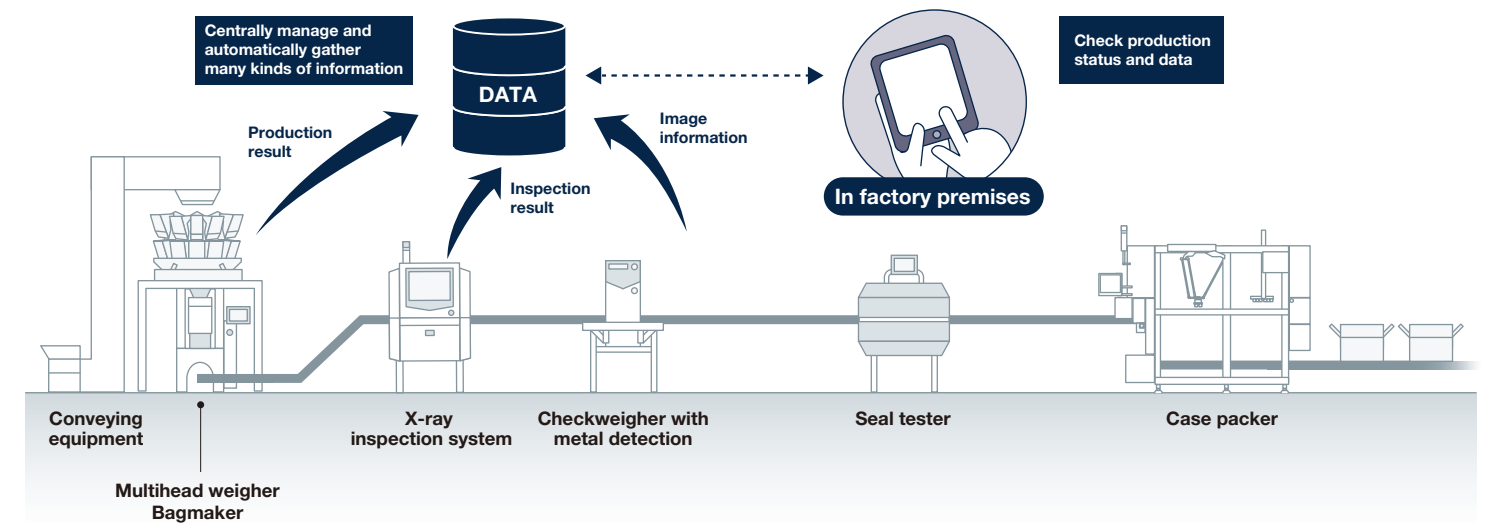 Centrally manage and
automatically gather
many kinds of information
DATA
Check production
status and data
Production
result
Image
information
Inspection
result
In factory premises
Conveying
equipment
X-ray
inspection system
Checkweigher with
metal detection
Seal tester
Case packer
Multihead weigher
Bagmaker